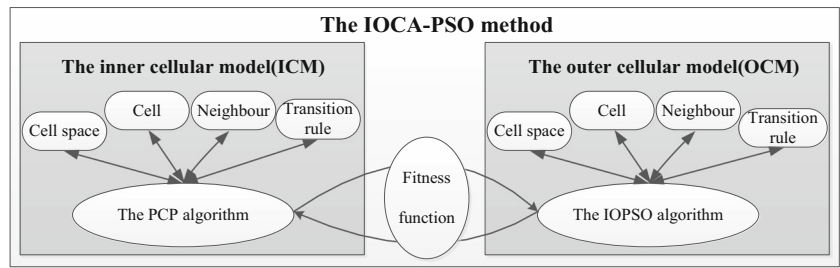 The IOCA-PSO method
The inner cellular model(ICM)
Cell space
Cell
Neighbour
Transition
rule
The PCP algorithm
Fitness
function
The outer cellular model(OCM)
Cell space
Cell
Neighbour
Transition
rule
The IOPSO algorithm